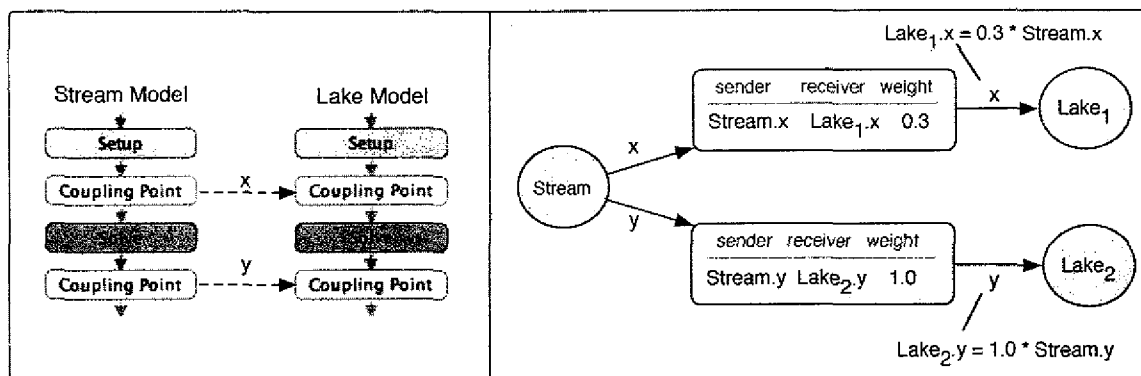 Stream Model
Lake Model
Setup
Setup
Coupling Point
x
Coupling Point
Coupling Point
y
Coupling Point
Lake1.x = 0.3 * Stream.x
sender receiver weight
Stream.x Lake1.x 0.3
x
Lake1
x
Stream
y
sender receiver weight
Stream.y Lake2.y 1.0
y
Lake2
Lake2.y = 1.0 * Stream.y